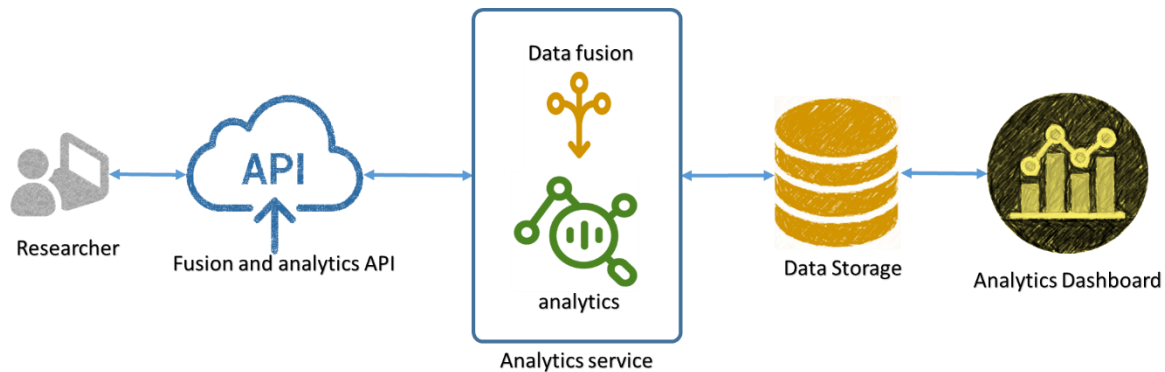 Data fusion
API
Researcher
Fusion and analytics API
analytics
Analytics service
Data Storage
Analytics Dashboard